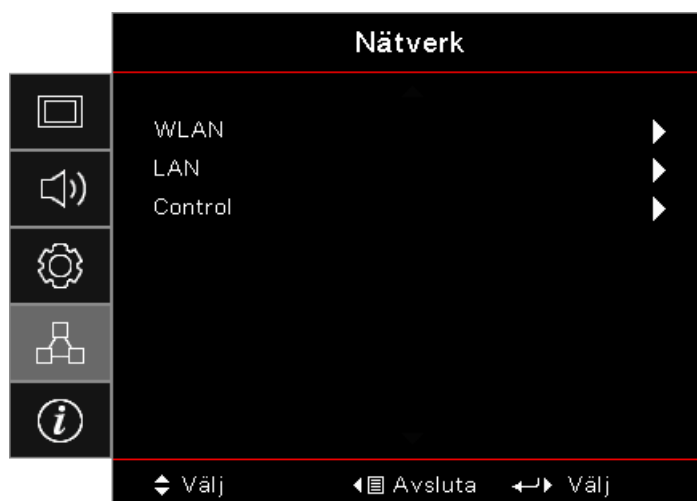 Nätverk
WLAN
LAN
Control
Välj Avsluta Välj